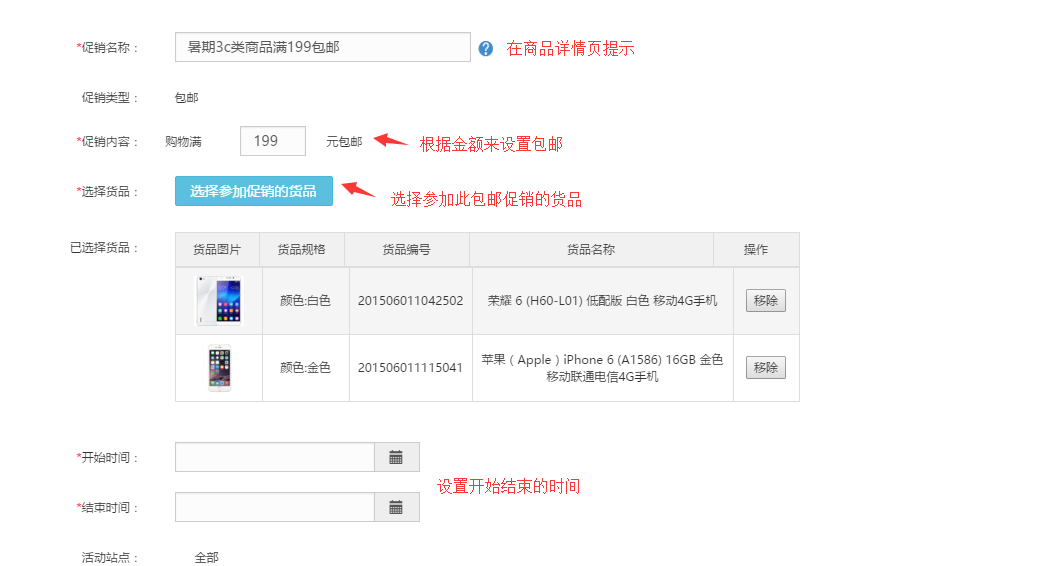 *促销名称： 暑期3c类商品满199包邮 ? 在商品详情页提示
促销类型： 包邮
*促销内容： 购物满 199 元包邮 根据金额来设置包邮
*选择货品： 选择参加促销的货品 选择参加此包邮促销的货品
已选择货品： 货品图片 货品规格 货品编号 货品名称 操作
颜色:白色 201506011042502 荣耀 6 (H60-L01) 低配版 白色 移动4G手机 移除
颜色:金色 201506011115041 苹果（Apple）iPhone 6 (A1586) 16GB 金色 移除
移动联通电信4G手机
*开始时间：
设置开始结束的时间
*结束时间：
活动站点： 全部